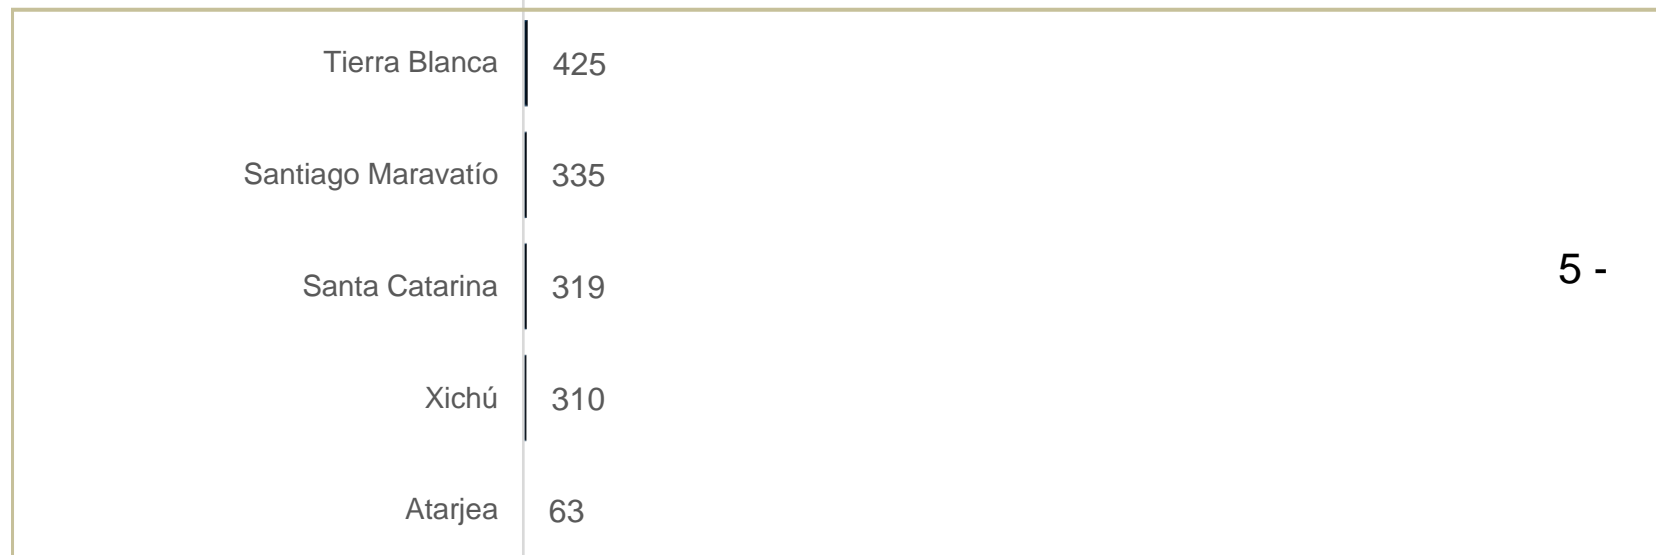 Tierra Blanca 425
Santiago Maravatío 335
Santa Catarina 319
5 -
Xichú 310
Atarjea 63